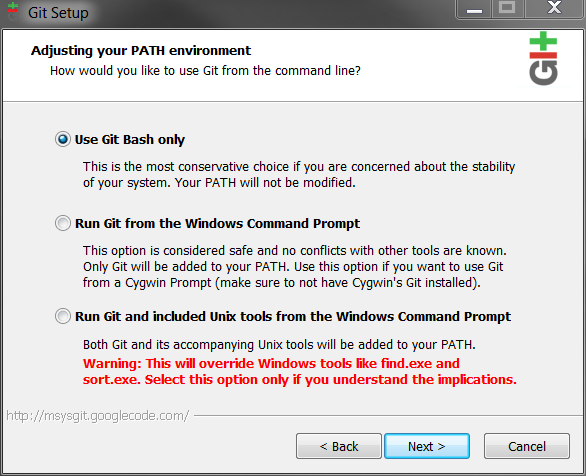 Git Setup
Adjusting your PATH environment
How would you like to use Git from the command line?
GIT
Use Git Bash only
This is the most conservative choice if you are concerned about the stability
of your system. Your PATH will not be modified.
Run Git from the Windows Command Prompt
This option is considered safe and no conflicts with other tools are known.
Only Git will be added to your PATH. Use this option if you want to use Git
from a Cygwin Prompt (make sure to not have Cygwin's Git installed).
Run Git and included Unix tools from the Windows Command Prompt
Both Git and its accompanying Unix tools will be added to your PATH.
Warning: This will override Windows tools like find.exe and
sort.exe. Select this option only if you understand the implications.
http://msysgit.googlecode.com/
< Back
Next >
Cancel